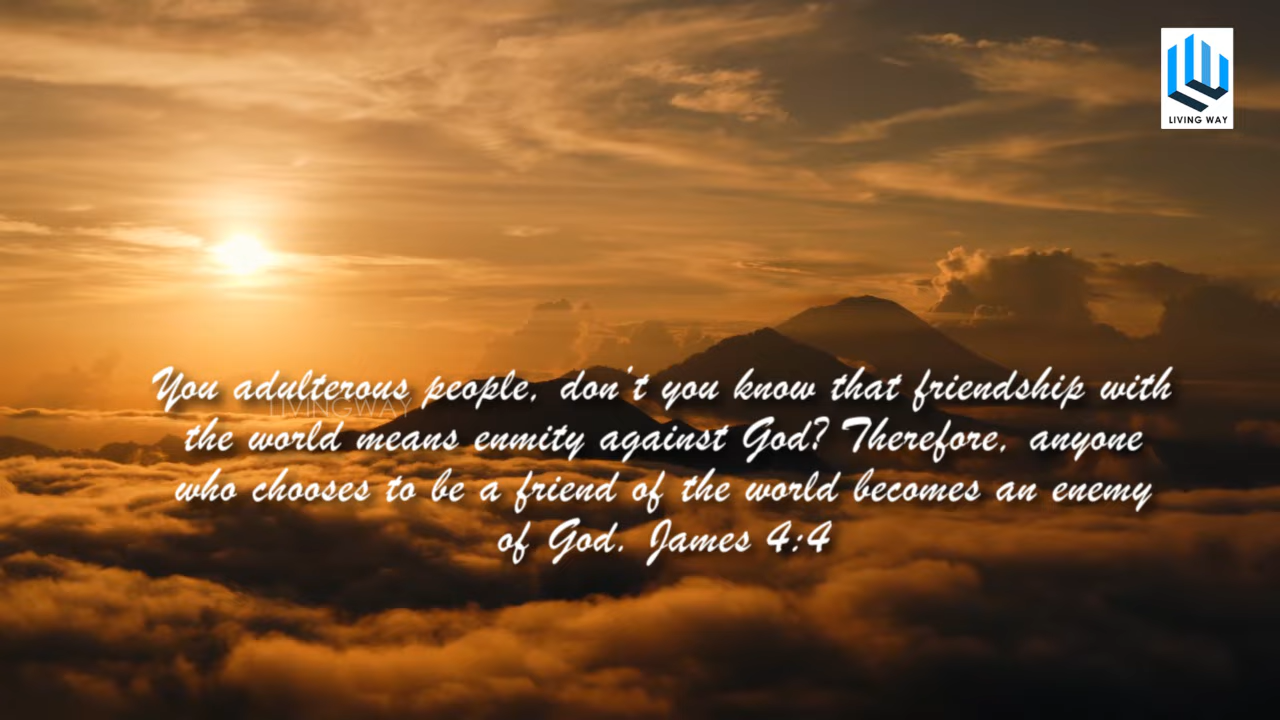 LIVING WAY
You adulterous people, don't you know that friendship with
LIVINGWAY
the world means enmity against God? Therefore, anyone
who chooses to be a friend of the world becomes an enemy
of God. James 4:4